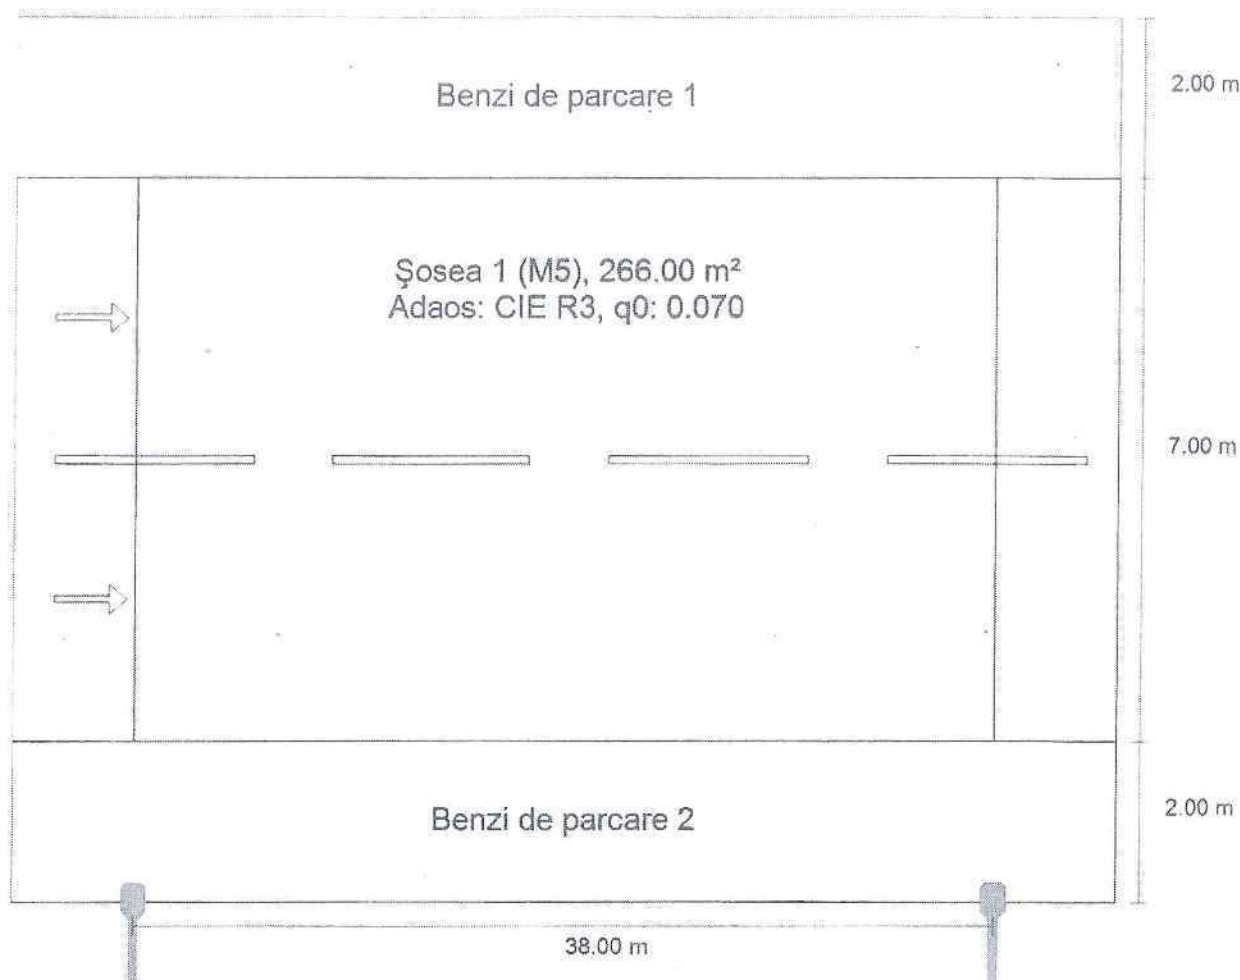 Benzi de parcare 1
2.00 m
Şosea 1 (M5), 266.00 m²
Adaos: CIE R3, q0: 0.070
7.00 m
Benzi de parcare 2
2.00 m
38.00 m